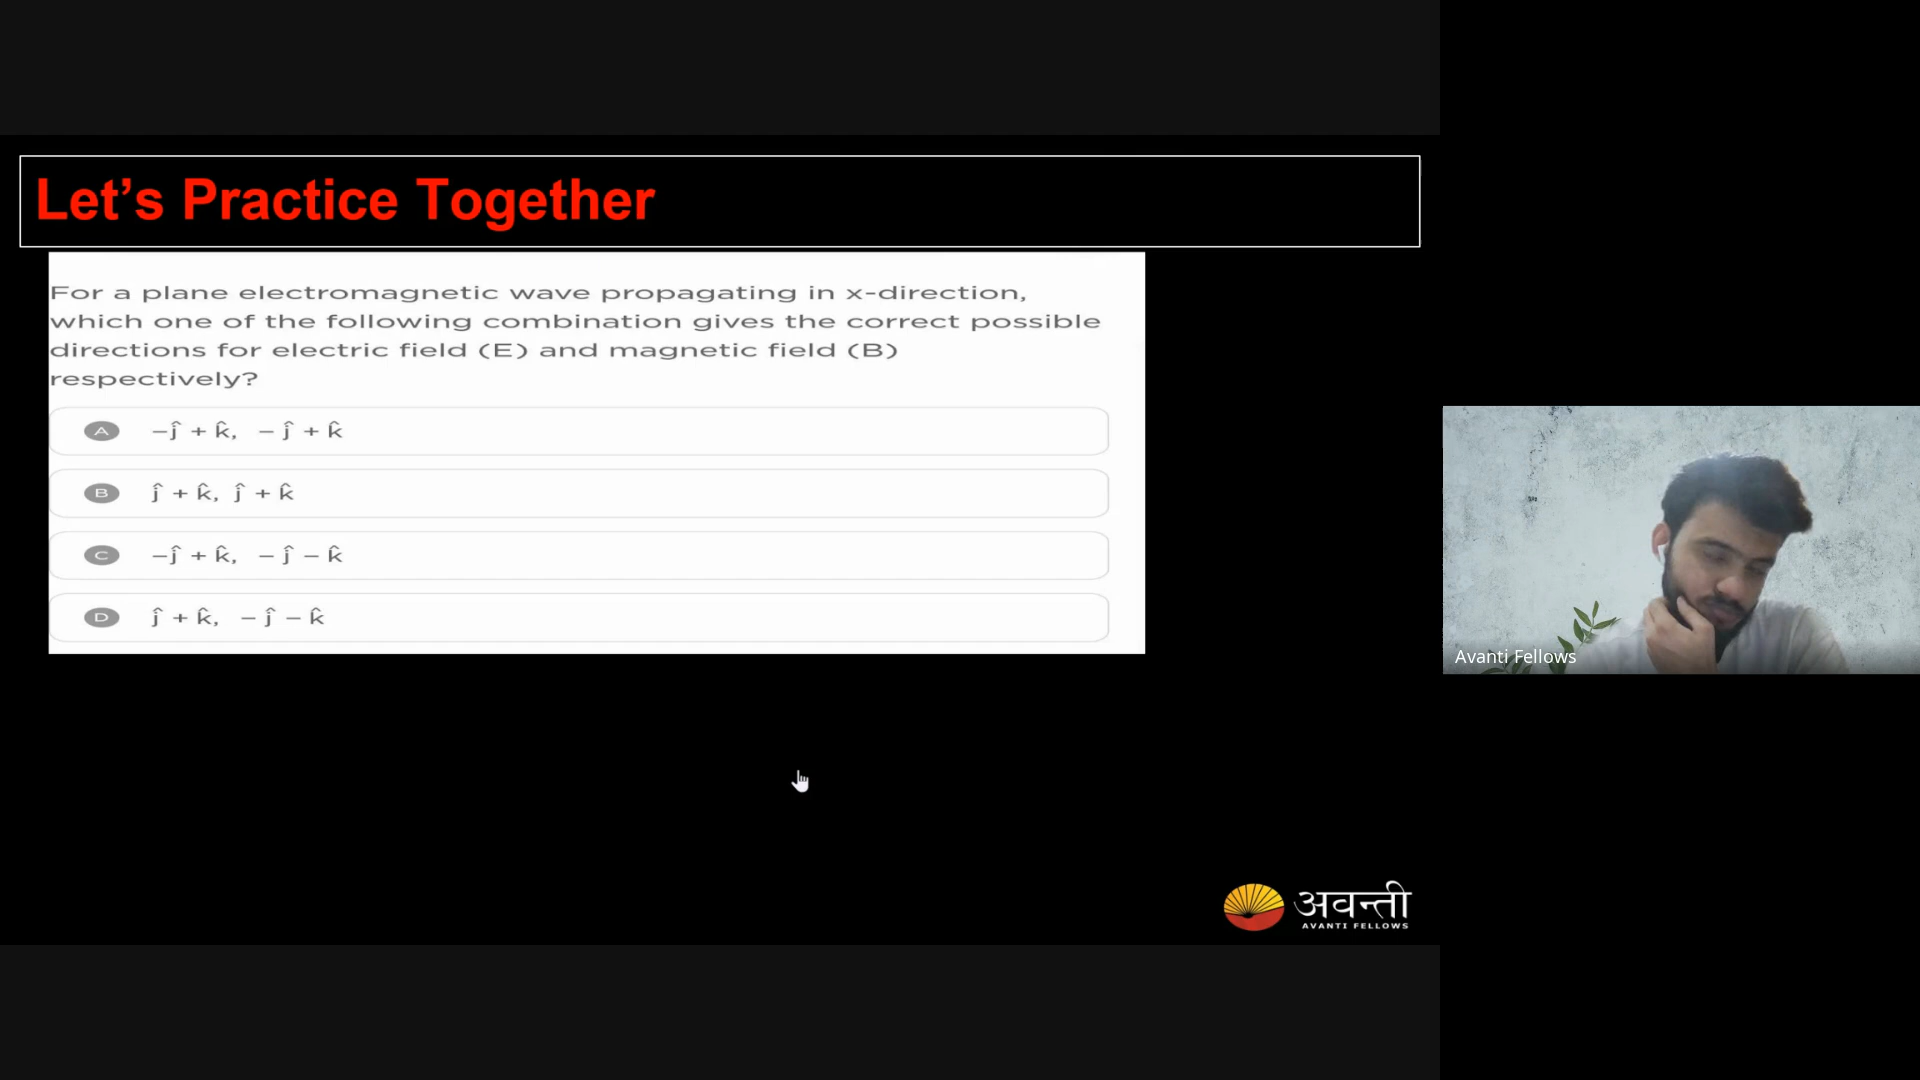 Let’s Practice Together
For a plane electromagnetic wave propagating in x-direction,
which one of the following combination gives the correct possible
directions for electric field (E) and magnetic field (B)
respectively?
A −ĵ + k̂, − ĵ + k̂
B ĵ + k̂, ĵ + k̂
C −ĵ + k̂, − ĵ − k̂
D ĵ + k̂, − ĵ − k̂
Avanti Fellows
अवन्ती
AVANTI FELLOWS